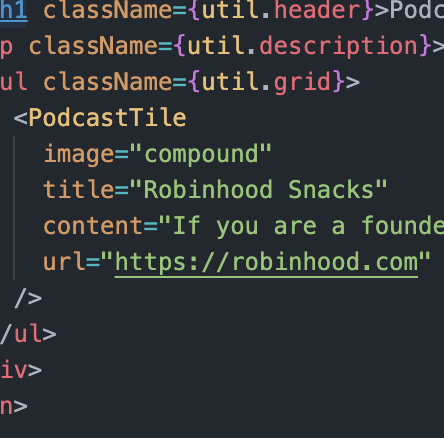 h1 className={util.header}>Podc
p className={util.description}>
ul className={util.grid}>
<PodcastTile
image="compound"
title="Robinhood Snacks"
content="If you are a founde
url="https://robinhood.com"
/>
/ul>
iv>
n>